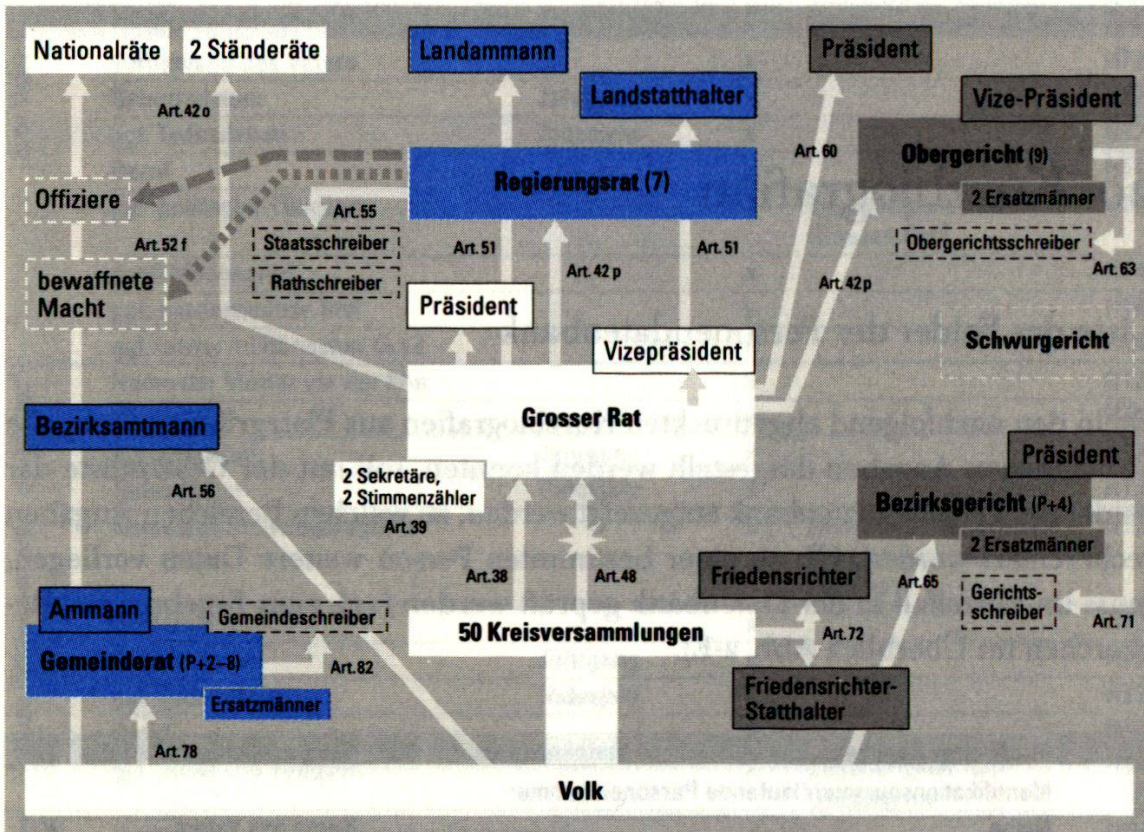 Nationalräte
2 Ständeräte
Landammann
Präsident
Landstatthalter
Vize-Präsident
Art. 42 o
Art. 60
Obergericht (9)
Regierungsrat (7)
Offiziere
2 Ersatzmänner
Art. 55
Staatsschreiber
Obergerichtsschreiber
Art. 52 f
Art. 51
Art. 51
Art. 63
Rathschreiber
Art. 42 p
Art. 42 p
bewaffnete
Macht
Präsident
Schwurgericht
Vizepräsident
Grosser Rat
Bezirksamtmann
2 Sekretäre,
2 Stimmenzähler
Art. 39
Art. 56
Präsident
Bezirksgericht (P+4)
2 Ersatzmänner
Friedensrichter
Art. 38
Art. 48
Art. 65
Gerichts-
schreiber
Art. 71
Ammann
Gemeindeschreiber
50 Kreisversammlungen
Art. 72
Gemeinderat (P+2–8)
Art. 82
Ersatzmänner
Friedensrichter-
Statthalter
Art. 78
Volk